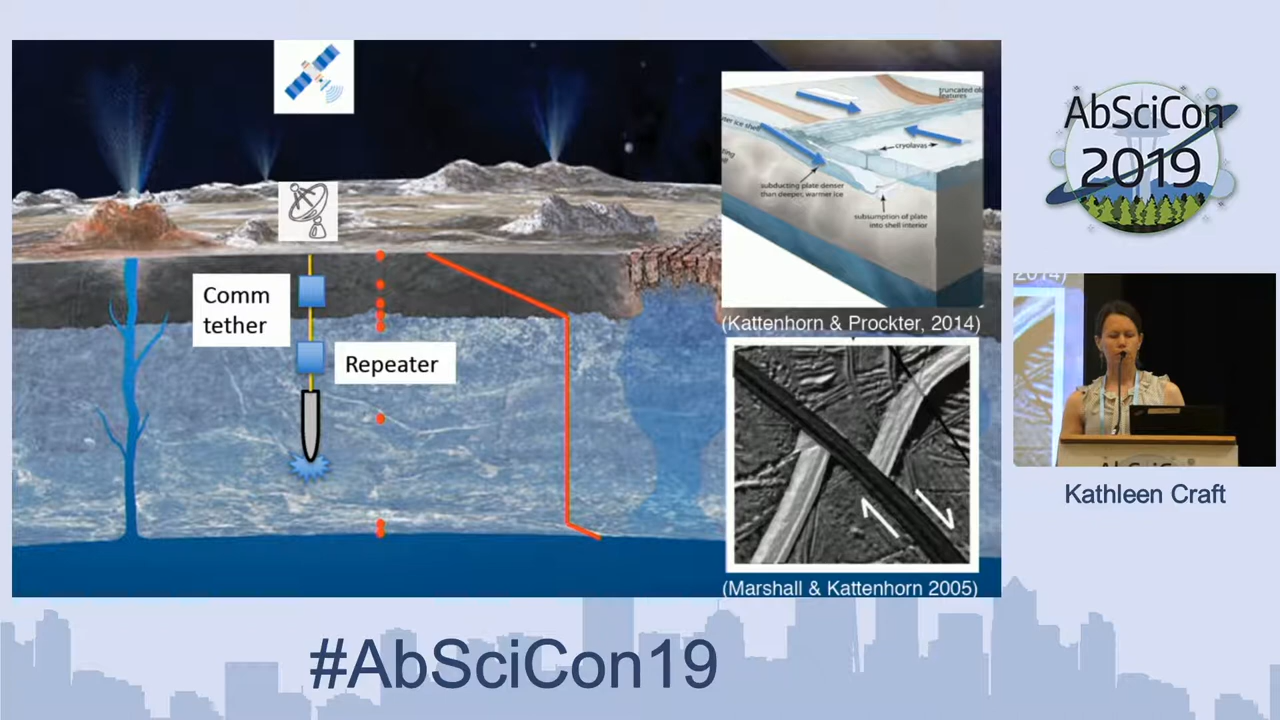 Comm
tether
Repeater
truncated
features
ice shell
cryolavas
subducting plate denser
than deeper, warmer ice
subsumption of plate
into shell interior
(Kattenhorn & Prockter, 2014)
(Marshall & Kattenhorn 2005)
AbSciCon
2019
2014)
AbSciCon
Kathleen Craft
#AbSciCon19